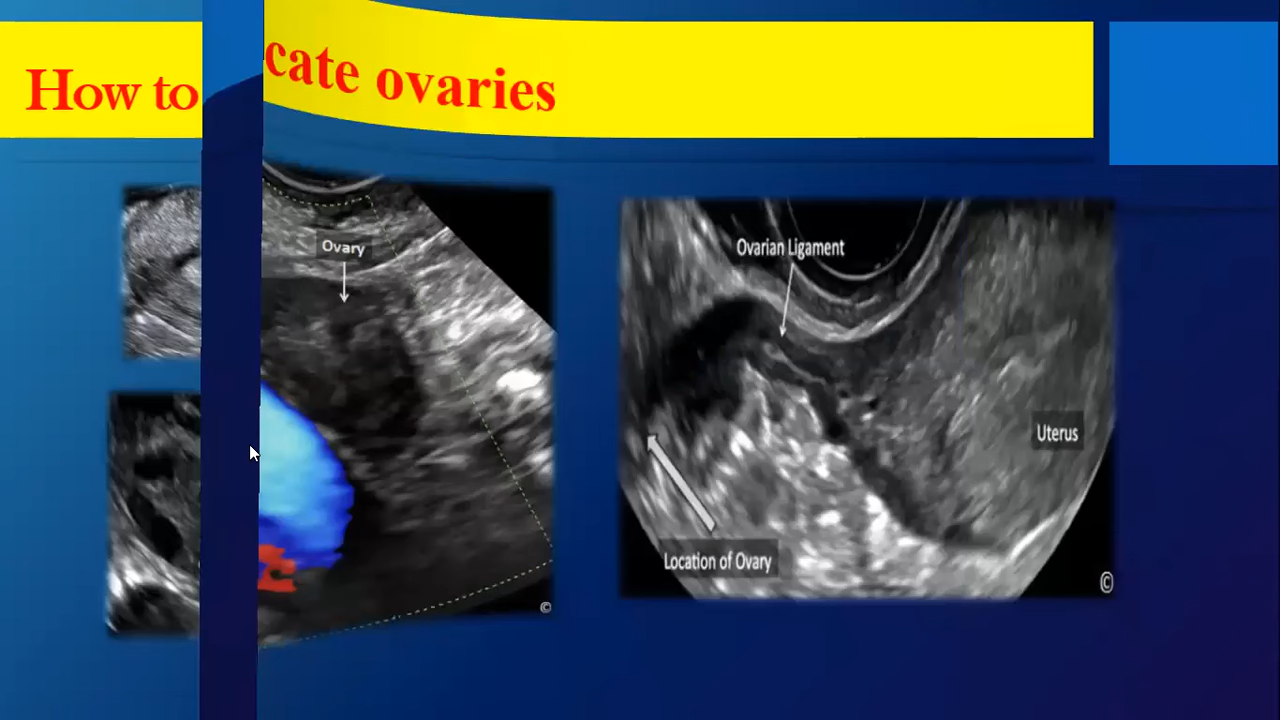 How to
cate ovaries
Ovary
Ovarian Ligament
Uterus
Location of Ovary
©
©